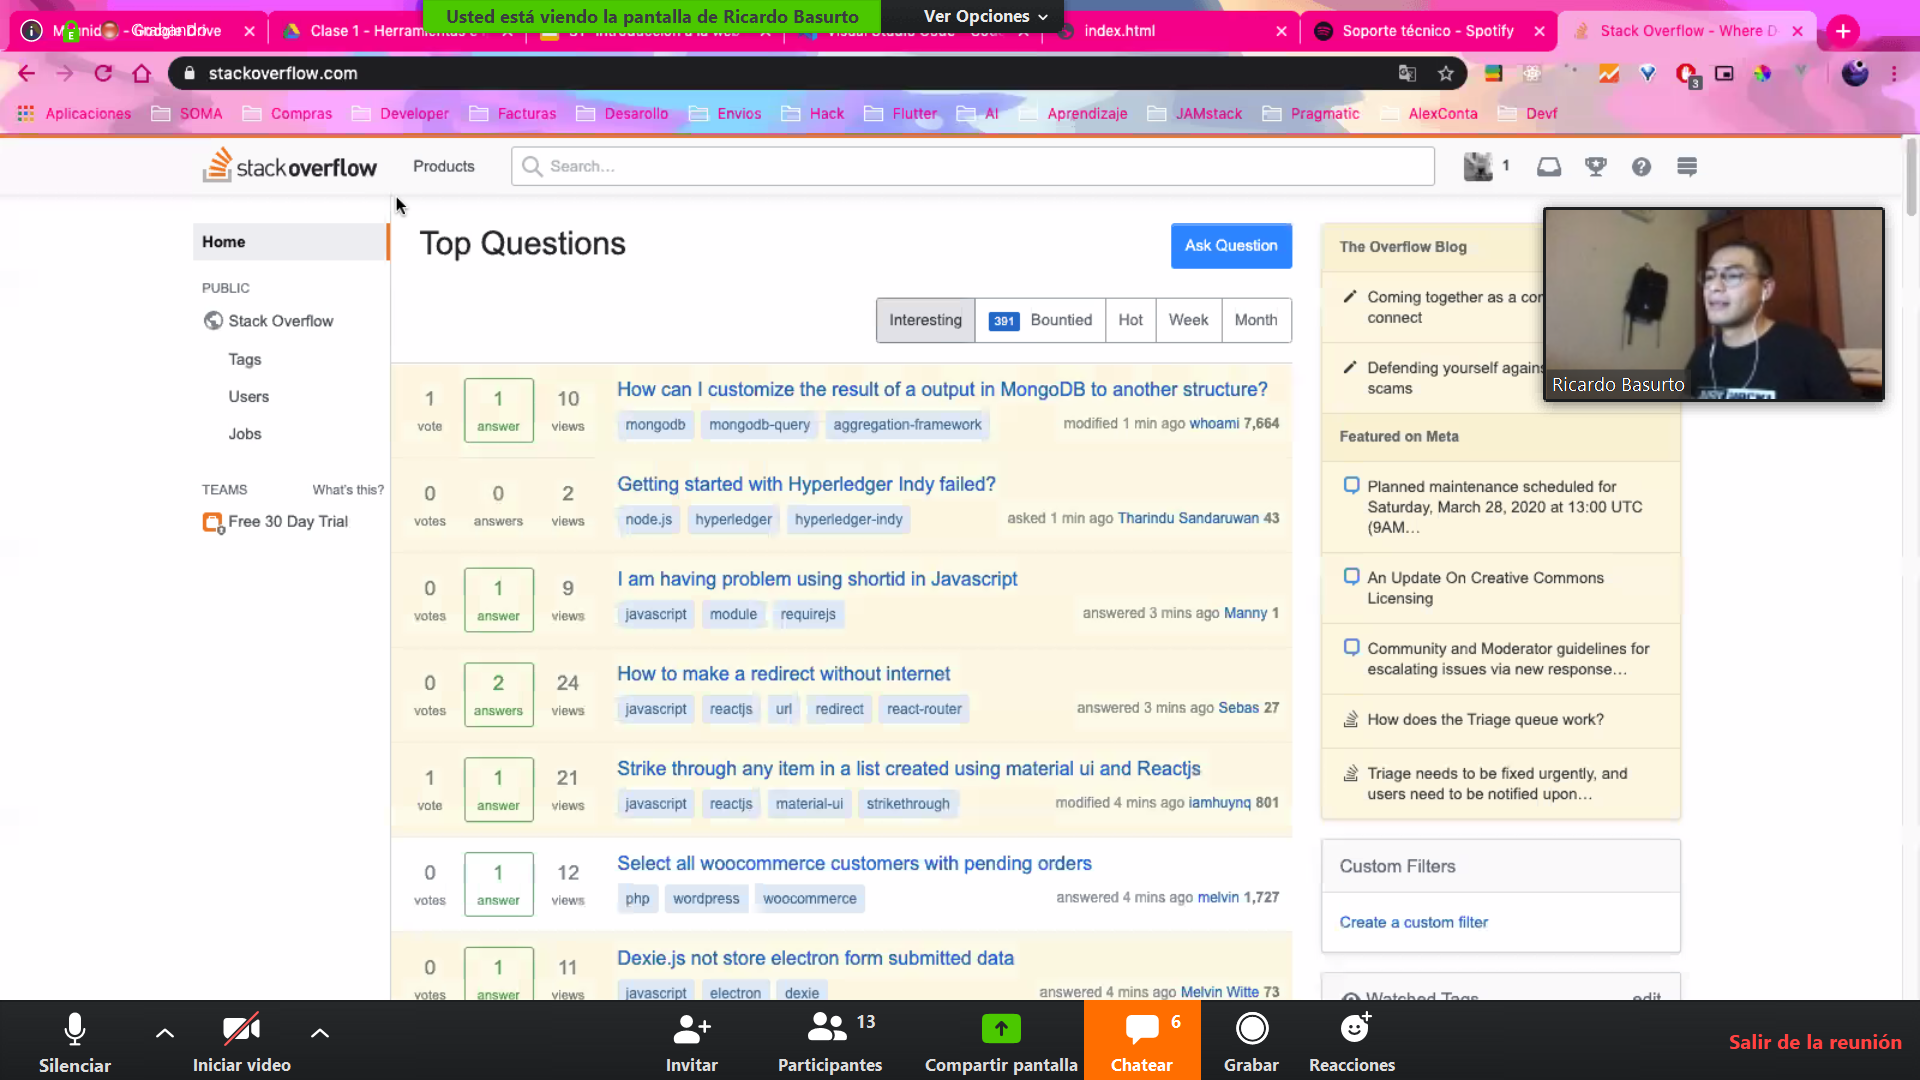 Usted está viendo la pantalla de Ricardo Basurto
Ver Opciones
Clase 1 - Herramientas
index.html
Soporte técnico - Spotify
Stack Overflow - Where D
stackoverflow.com
3
Aplicaciones
SOMA
Compras
Developer
Facturas
Desarollo
Envios
Hack
Flutter
AI
Aprendizaje
JAMstack
Pragmatic
AlexConta
Devf
stackoverflow
Products
Search...
1
Home
PUBLIC
Stack Overflow
Tags
Users
Jobs
TEAMS
What's this?
Free 30 Day Trial
Top Questions
Ask Question
Interesting
391 Bountied
Hot
Week
Month
1 vote
1 answer
10 views
How can I customize the result of a output in MongoDB to another structure?
mongodb mongodb-query aggregation-framework
modified 1 min ago whoami 7,664
0 votes
0 answers
2 views
Getting started with Hyperledger Indy failed?
node.js hyperledger hyperledger-indy
asked 1 min ago Tharindu Sandaruwan 43
0 votes
1 answer
9 views
I am having problem using shortid in Javascript
javascript module requirejs
answered 3 mins ago Manny 1
0 votes
2 answers
24 views
How to make a redirect without internet
javascript reactjs url redirect react-router
answered 3 mins ago Sebas 27
1 vote
1 answer
21 views
Strike through any item in a list created using material ui and Reactjs
javascript reactjs material-ui strikethrough
modified 4 mins ago iamhuynq 801
0 votes
1 answer
12 views
Select all woocommerce customers with pending orders
php wordpress woocommerce
answered 4 mins ago melvin 1,727
0 votes
1 answer
11 views
Dexie.js not store electron form submitted data
javascript electron dexie
answered 4 mins ago Melvin Witte 73
The Overflow Blog
Coming together as a co
connect
Defending yourself again
scams
Ricardo Basurto
Featured on Meta
Planned maintenance scheduled for
Saturday, March 28, 2020 at 13:00 UTC
(9AM…
An Update On Creative Commons
Licensing
Community and Moderator guidelines for
escalating issues via new response…
How does the Triage queue work?
Triage needs to be fixed urgently, and
users need to be notified upon…
Custom Filters
Create a custom filter
Watched Tags
edit
Silenciar
Iniciar video
Invitar
13
Participantes
Compartir pantalla
6
Chatear
Grabar
Reacciones
Salir de la reunión